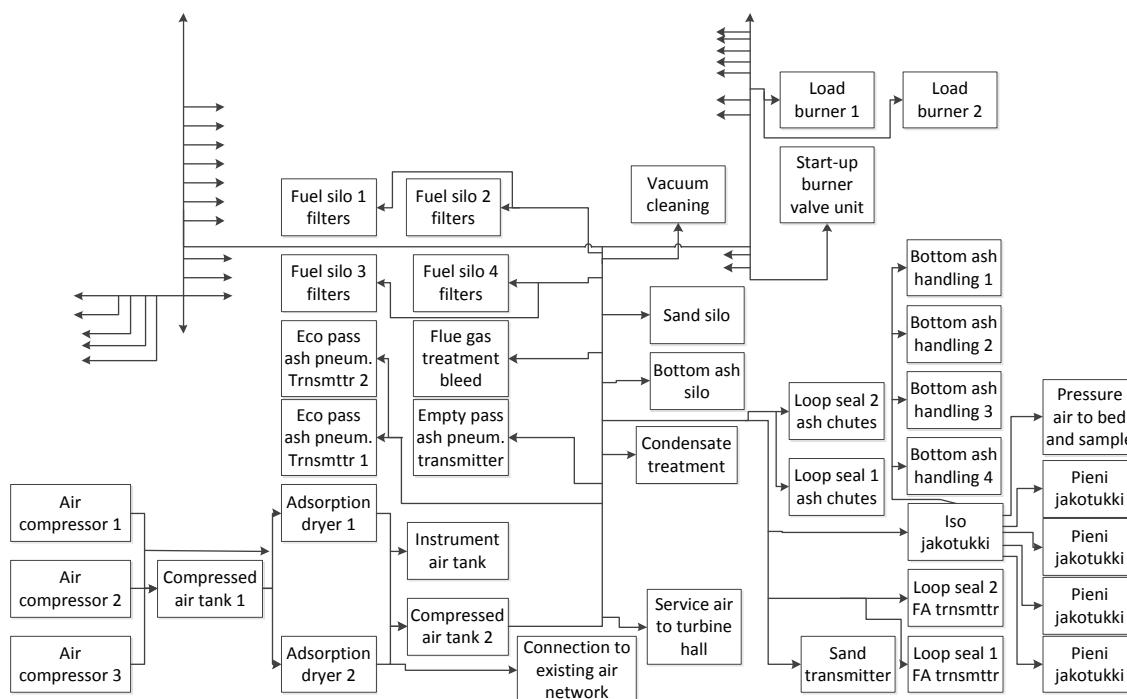 Load
burner 1
Load
burner 2
Start-up
burner
valve unit
Vacuum
cleaning
Fuel silo 1
filters
Fuel silo 2
filters
Fuel silo 3
filters
Fuel silo 4
filters
Bottom ash
handling 1
Bottom ash
handling 2
Bottom ash
handling 3
Bottom ash
handling 4
Sand silo
Bottom ash
silo
Eco pass
ash pneum.
Trnsmttr 2
Flue gas
treatment
bleed
Eco pass
ash pneum.
Trnsmttr 1
Empty pass
ash pneum.
transmitter
Condensate
treatment
Loop seal 2
ash chutes
Loop seal 1
ash chutes
Pressure
air to bed
and sample
Pieni
jakotukki
Pieni
jakotukki
Pieni
jakotukki
Pieni
jakotukki
Iso
jakotukki
Air
compressor 1
Air
compressor 2
Air
compressor 3
Compressed
air tank 1
Adsorption
dryer 1
Adsorption
dryer 2
Instrument
air tank
Compressed
air tank 2
Connection to
existing air
network
Service air
to turbine
hall
Loop seal 2
FA trnsmttr
Loop seal 1
FA trnsmttr
Sand
transmitter